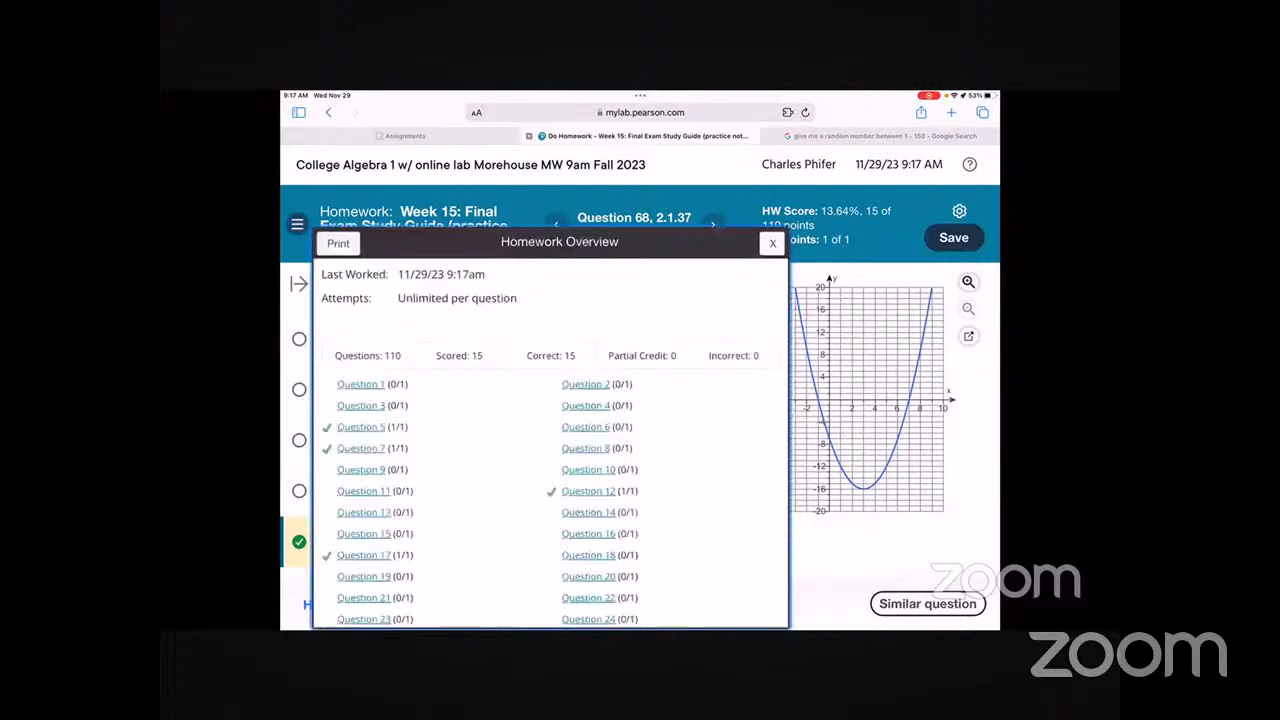 9:17 AM Wed Nov 29
53%
AA
mylab.pearson.com
Assignments
Do Homework - Week 15: Final Exam Study Guide (practice not...
give me a random number between 1 - 150 - Google Search
College Algebra 1 w/ online lab Morehouse MW 9am Fall 2023
Charles Phifer
11/29/23 9:17 AM
?
Homework: Week 15: Final
Exam Study Guide (practice
Question 68, 2.1.37
HW Score: 13.64%, 15 of
110 points
oints: 1 of 1
Save
Print
Homework Overview
X
Last Worked: 11/29/23 9:17am
Attempts: Unlimited per question
Questions: 110 Scored: 15 Correct: 15 Partial Credit: 0 Incorrect: 0
Question 1 (0/1) Question 2 (0/1)
Question 3 (0/1) Question 4 (0/1)
Question 5 (1/1) Question 6 (0/1)
Question 7 (1/1) Question 8 (0/1)
Question 9 (0/1) Question 10 (0/1)
Question 11 (0/1) Question 12 (1/1)
Question 13 (0/1) Question 14 (0/1)
Question 15 (0/1) Question 16 (0/1)
Question 17 (1/1) Question 18 (0/1)
Question 19 (0/1) Question 20 (0/1)
Question 21 (0/1) Question 22 (0/1)
Question 23 (0/1) Question 24 (0/1)
y
20
16
12
8
4
x
-2 2 4 6 8 10
-8
-12
-16
-20
H
Similar question
zoom
zoom